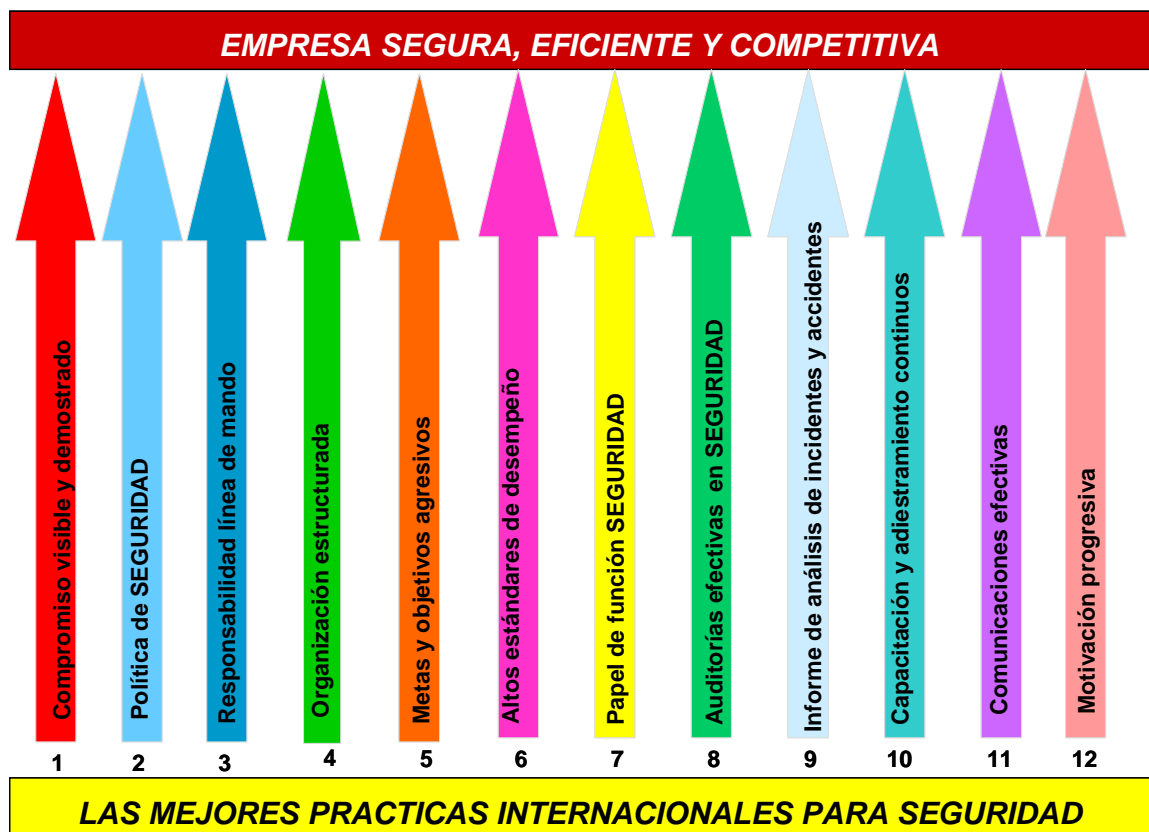 EMPRESA SEGURA, EFICIENTE Y COMPETITIVA
Compromiso visible y demostrado
Política de SEGURIDAD
Responsabilidad línea de mando
Organización estructurada
Metas y objetivos agresivos
Altos estándares de desempeño
Papel de función SEGURIDAD
Auditorías efectivas en SEGURIDAD
Informe de análisis de incidentes y accidentes
Capacitación y adiestramiento continuos
Comunicaciones efectivas
Motivación progresiva
1 2 3 4 5 6 7 8 9 10 11 12
LAS MEJORES PRACTICAS INTERNACIONALES PARA SEGURIDAD